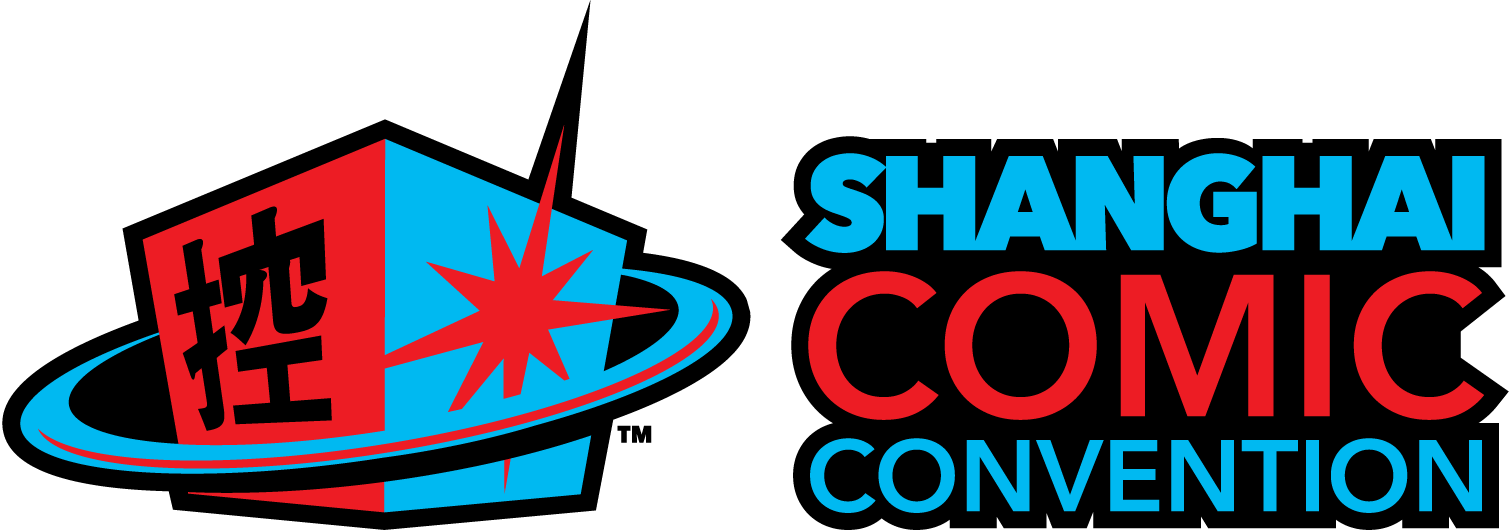 控
™
SHANGHAI
COMIC
CONVENTION